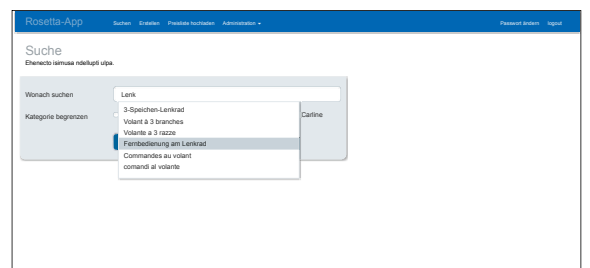 Rosetta-App Suchen Erstellen Preisliste hochladen Administration Passwort ändern logout
Suche
Ehenecto isimusa ndellupti ulpa.
Wonach suchen Lenk
3-Speichen-Lenkrad
Kategorie begrenzen Carline
Volant à 3 branches
Volante a 3 razze
Fernbedienung am Lenkrad
Commandes au volant
comandi al volante